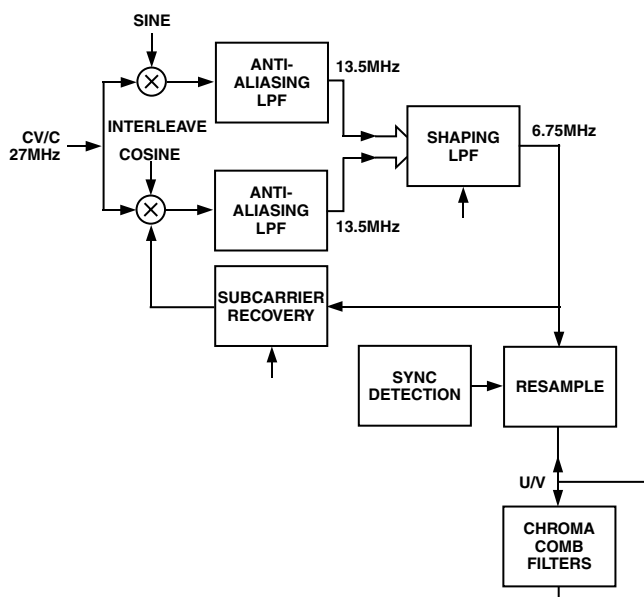 SINE
ANTI-
ALIASING
LPF
13.5MHz
CV/C
27MHz
INTERLEAVE
COSINE
SHAPING
LPF
6.75MHz
ANTI-
ALIASING
LPF
13.5MHz
SUBCARRIER
RECOVERY
SYNC
DETECTION
RESAMPLE
U/V
CHROMA
COMB
FILTERS